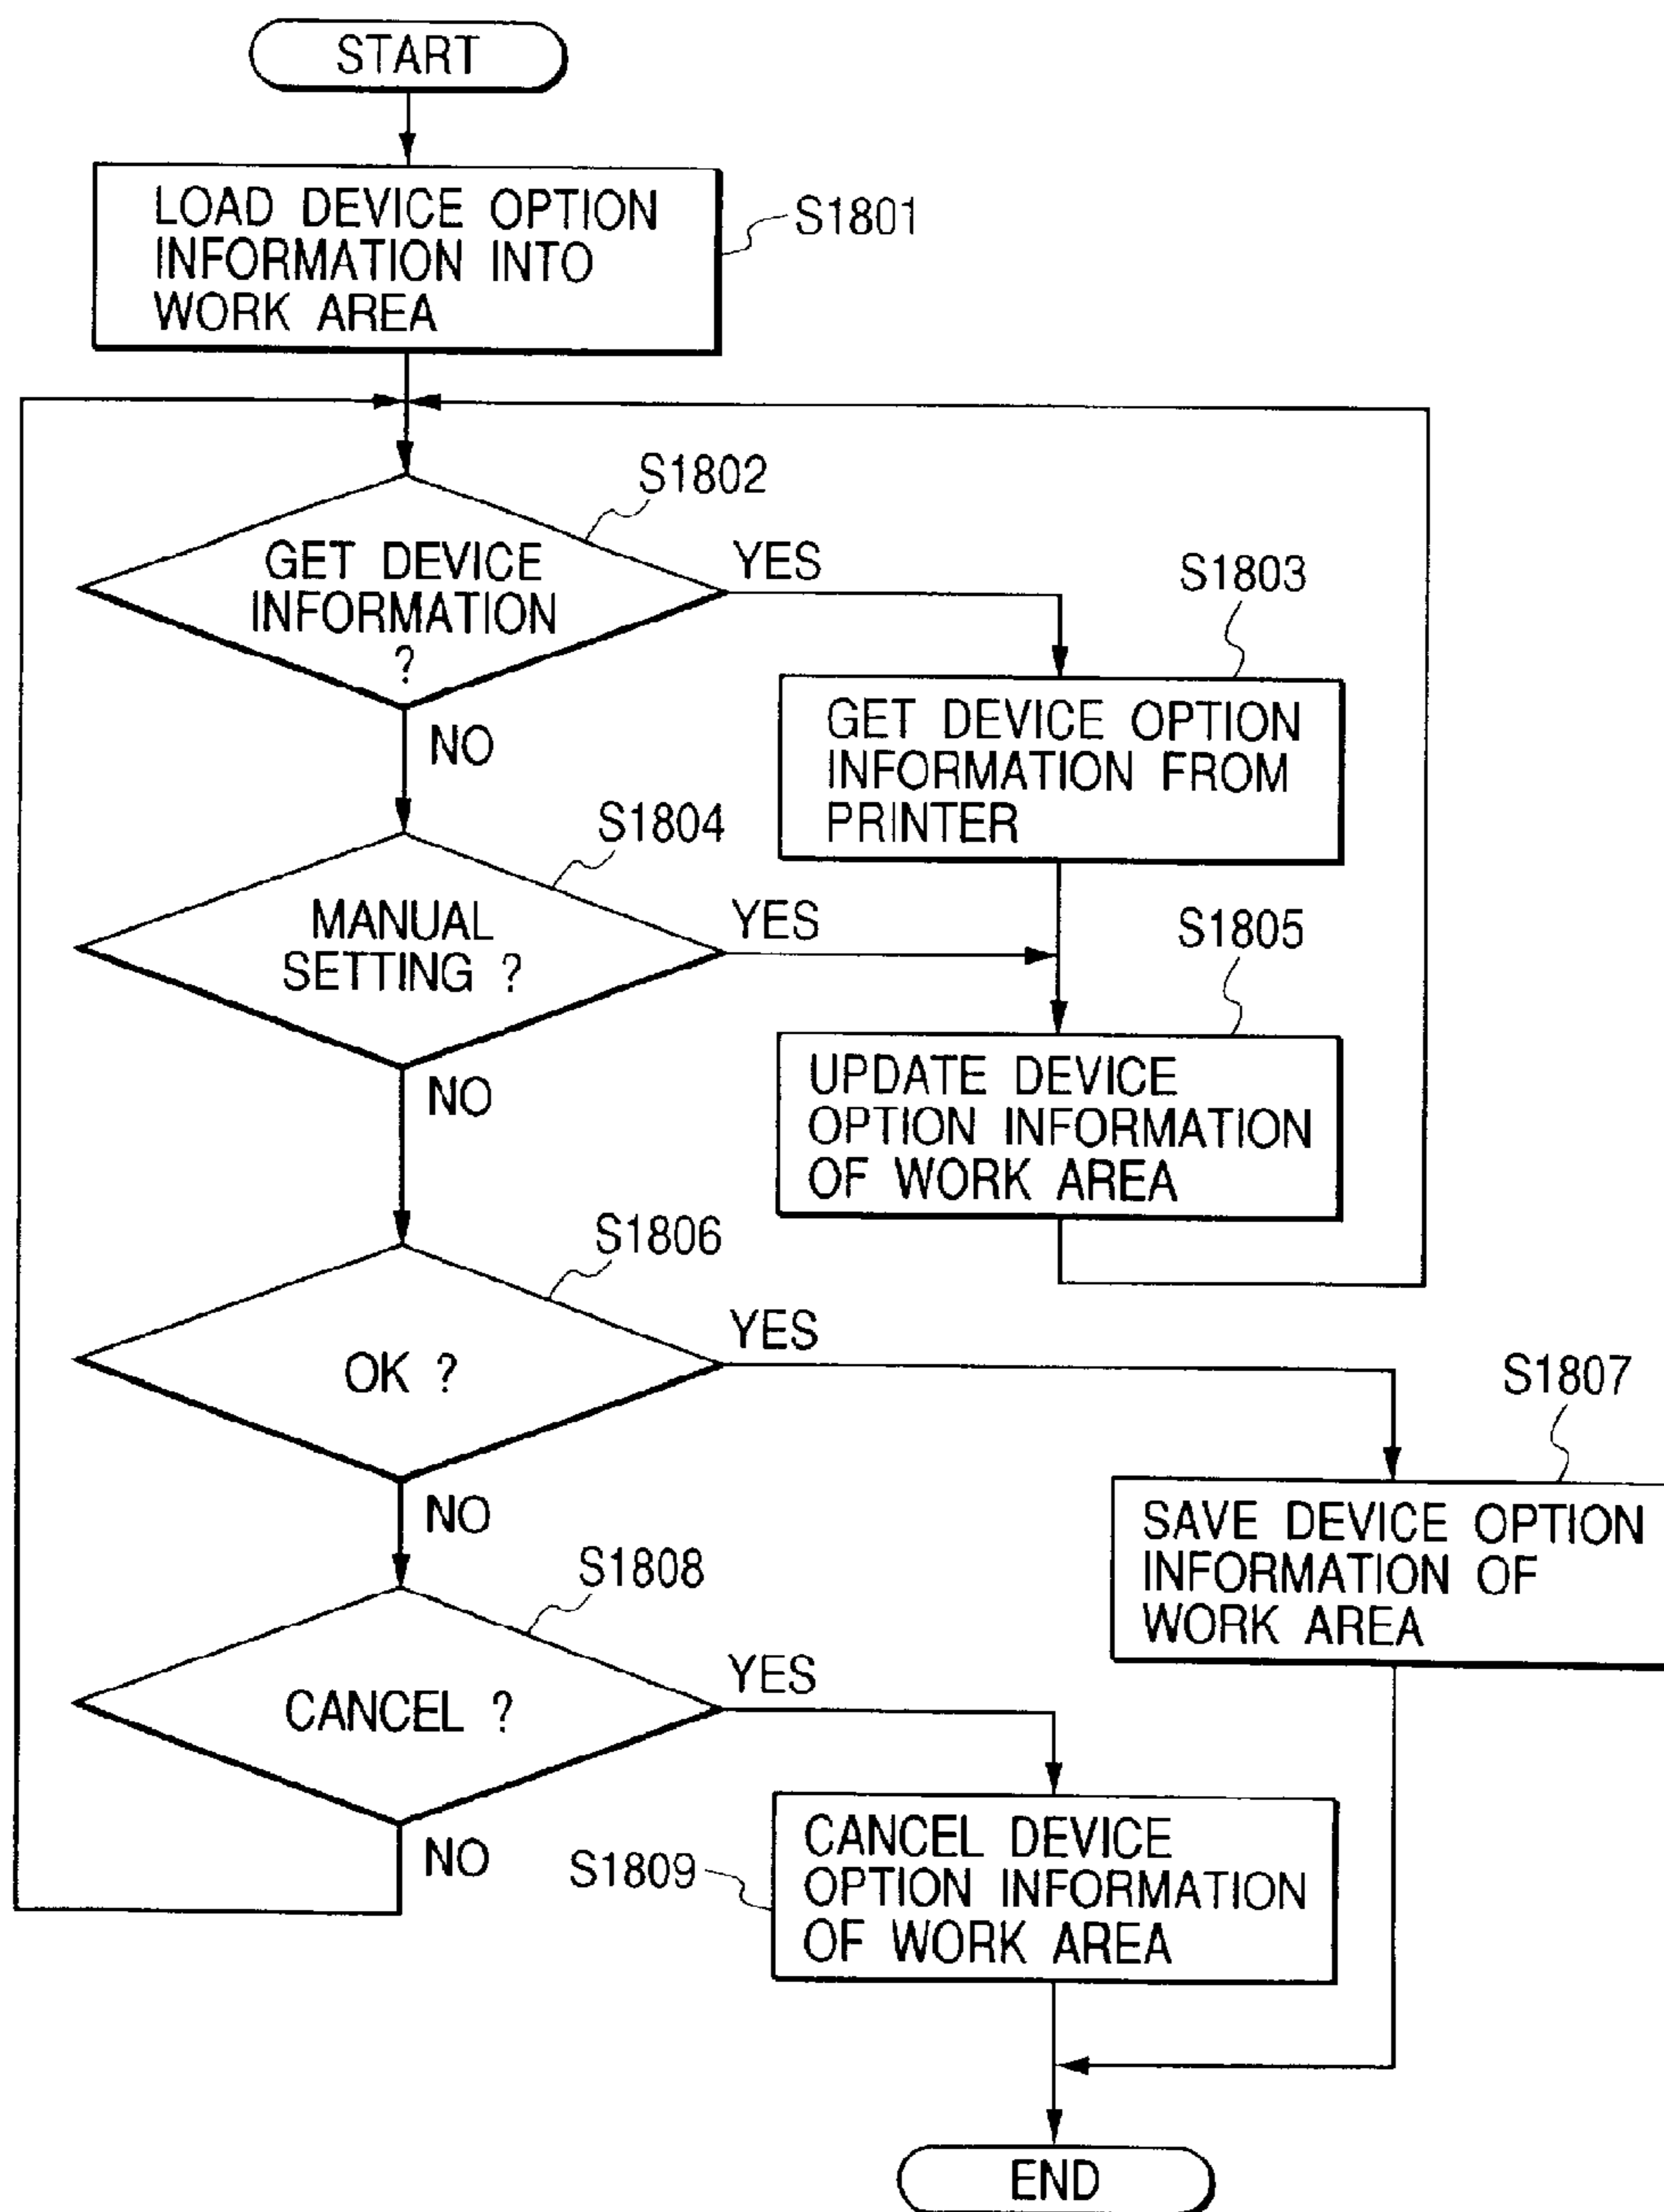 START
LOAD DEVICE OPTION
INFORMATION INTO
WORK AREA
S1801
S1802
GET DEVICE
INFORMATION
?
YES
NO
S1803
GET DEVICE OPTION
INFORMATION FROM
PRINTER
S1804
MANUAL
SETTING ?
YES
NO
S1805
UPDATE DEVICE
OPTION INFORMATION
OF WORK AREA
S1806
OK ?
YES
NO
S1807
SAVE DEVICE OPTION
INFORMATION OF
WORK AREA
S1808
CANCEL ?
YES
NO
S1809
CANCEL DEVICE
OPTION INFORMATION
OF WORK AREA
END